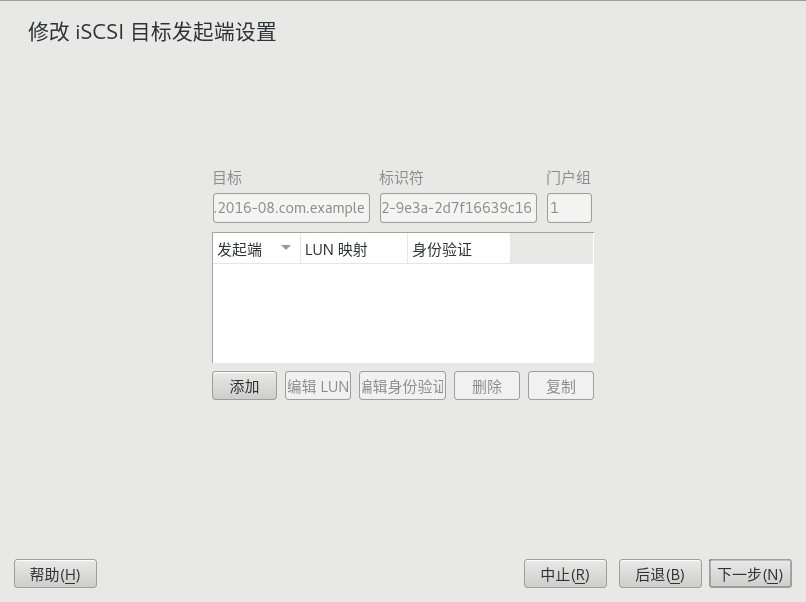 修改 iSCSI 目标发起端设置
目标 标识符 门户组
.2016-08.com.example 2-9e3a-2d7f16639c16 1
发起端 LUN 映射 身份验证
添加 编辑 LUN 编辑身份验证 删除 复制
帮助(H) 中止(R) 后退(B) 下一步(N)